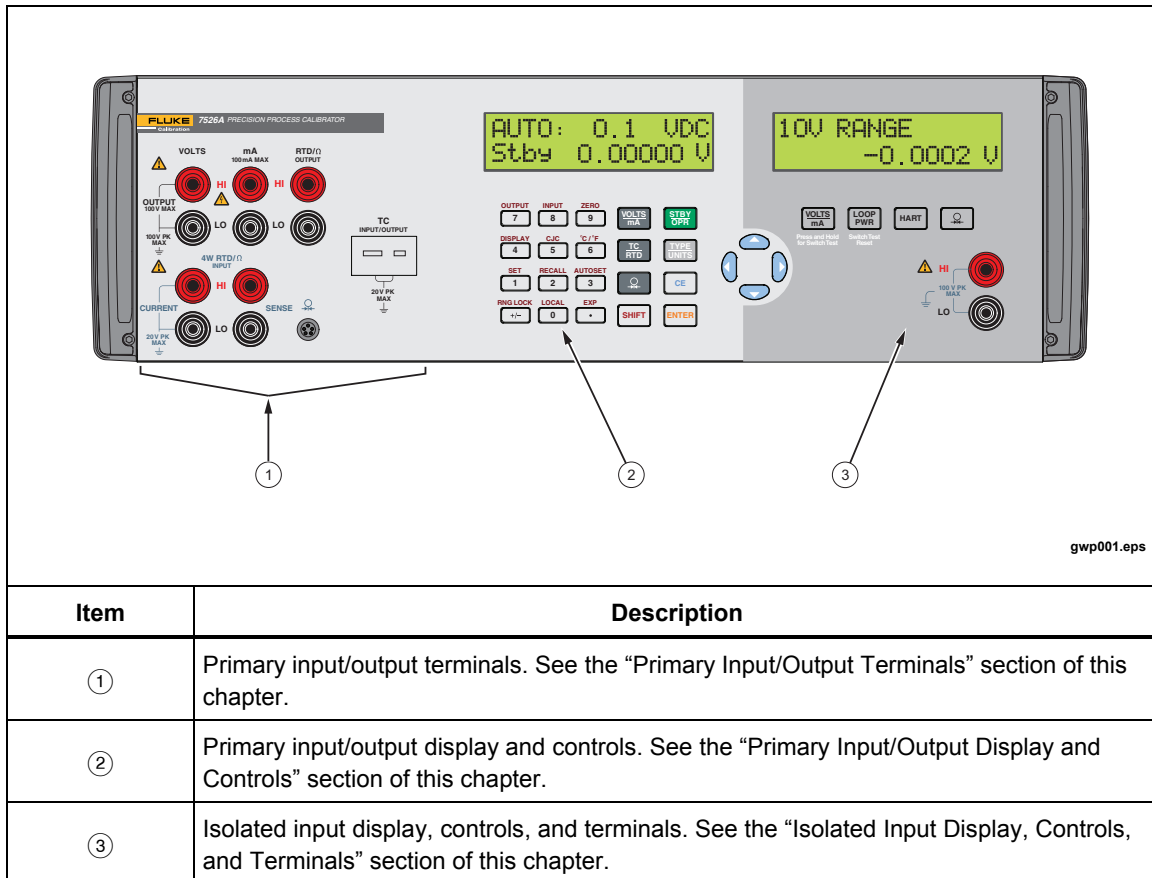 FLUKE 7526A PRECISION PROCESS CALIBRATOR
Calibration
VOLTS mA RTD/Ω
100 mA MAX OUTPUT
HI HI
OUTPUT
100 V MAX
LO LO
100V PK
MAX
TC
INPUT/OUTPUT
20 V PK
MAX
4W RTD/Ω
INPUT
HI
CURRENT SENSE
LO
20 V PK
MAX
AUTO: 0.1 VDC
Stby 0.00000 V
OUTPUT INPUT ZERO
7 8 9 VOLTS mA STBY OPR
DISPLAY CJC °C / °F
4 5 6 TC RTD TYPE UNITS
SET RECALL AUTOSET
1 2 3 CE
RNG LOCK LOCAL EXP
+/− 0 • SHIFT ENTER
10V RANGE
-0.0002 V
VOLTS mA LOOP PWR HART
Press and Hold for Switch Test Switch Test Reset
HI
100 V PK
MAX
LO
1 2 3
gwp001.eps
Item Description
1 Primary input/output terminals. See the “Primary Input/Output Terminals” section of this
chapter.
2 Primary input/output display and controls. See the “Primary Input/Output Display and
Controls” section of this chapter.
3 Isolated input display, controls, and terminals. See the “Isolated Input Display, Controls,
and Terminals” section of this chapter.